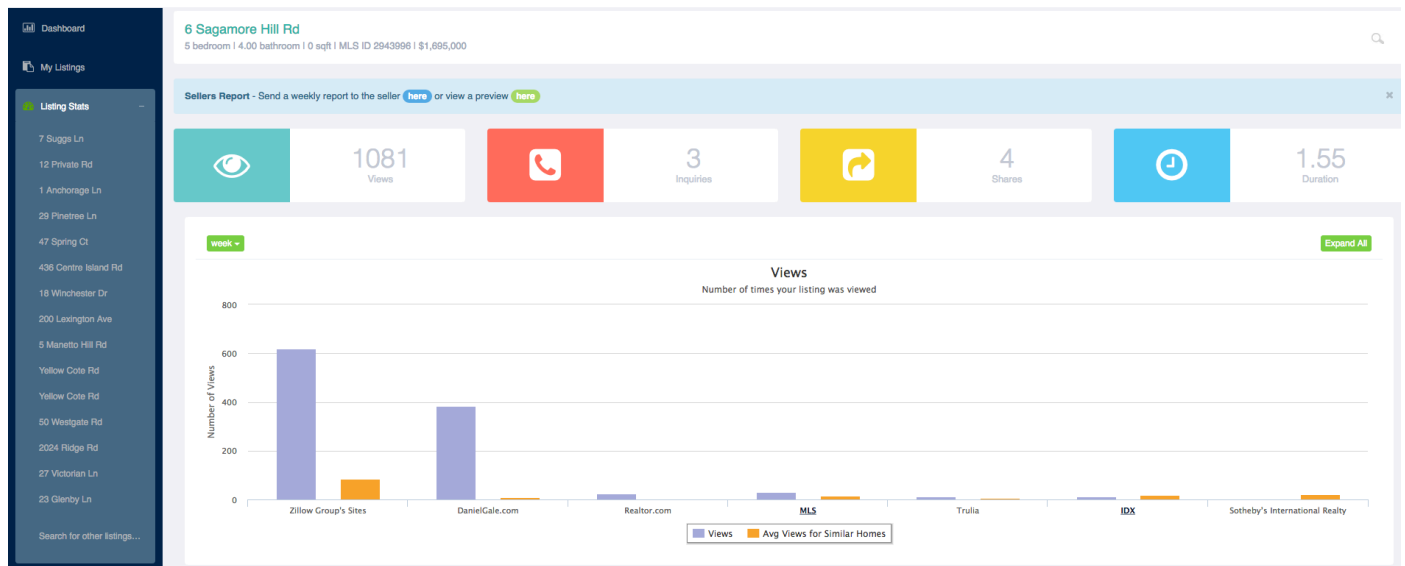 Dashboard
My Listings
Listing Stats
7 Suggs Ln
12 Private Rd
1 Anchorage Ln
29 Pinetree Ln
47 Spring Ct
436 Centre Island Rd
18 Winchester Dr
200 Lexington Ave
5 Manetto Hill Rd
Yellow Cote Rd
Yellow Cote Rd
50 Westgate Rd
2024 Ridge Rd
27 Victorian Ln
23 Glenby Ln
Search for other listings...
6 Sagamore Hill Rd
5 bedroom | 4.00 bathroom | 0 sqft | MLS ID 2943996 | $1,695,000
Sellers Report - Send a weekly report to the seller here or view a preview here
1081
Views
3
Inquiries
4
Shares
1.55
Duration
week
Expand All
Views
Number of times your listing was viewed
Number of Views
800
600
400
200
0
Zillow Group's Sites DanielGale.com Realtor.com MLS Trulia IDX Sotheby's International Realty
Views Avg Views for Similar Homes